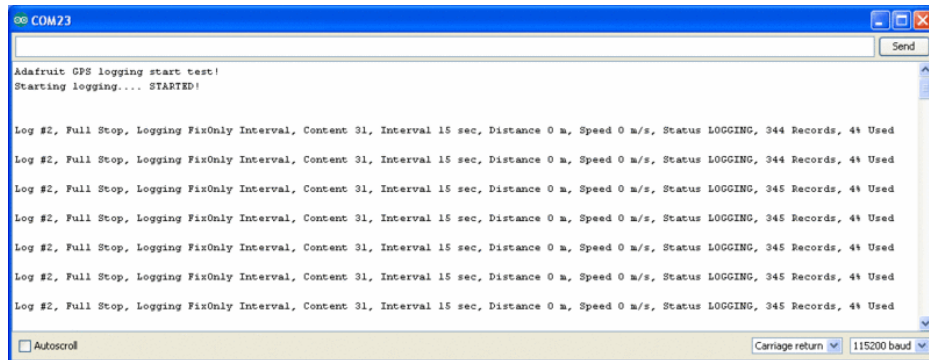 COM23
Send
Adafruit GPS logging start test!
Starting logging.... STARTED!
Log #2, Full Stop, Logging FixOnly Interval, Content 31, Interval 15 sec, Distance 0 m, Speed 0 m/s, Status LOGGING, 344 Records, 4% Used
Log #2, Full Stop, Logging FixOnly Interval, Content 31, Interval 15 sec, Distance 0 m, Speed 0 m/s, Status LOGGING, 344 Records, 4% Used
Log #2, Full Stop, Logging FixOnly Interval, Content 31, Interval 15 sec, Distance 0 m, Speed 0 m/s, Status LOGGING, 345 Records, 4% Used
Log #2, Full Stop, Logging FixOnly Interval, Content 31, Interval 15 sec, Distance 0 m, Speed 0 m/s, Status LOGGING, 345 Records, 4% Used
Log #2, Full Stop, Logging FixOnly Interval, Content 31, Interval 15 sec, Distance 0 m, Speed 0 m/s, Status LOGGING, 345 Records, 4% Used
Log #2, Full Stop, Logging FixOnly Interval, Content 31, Interval 15 sec, Distance 0 m, Speed 0 m/s, Status LOGGING, 345 Records, 4% Used
Log #2, Full Stop, Logging FixOnly Interval, Content 31, Interval 15 sec, Distance 0 m, Speed 0 m/s, Status LOGGING, 345 Records, 4% Used
Autoscroll
Carriage return
115200 baud